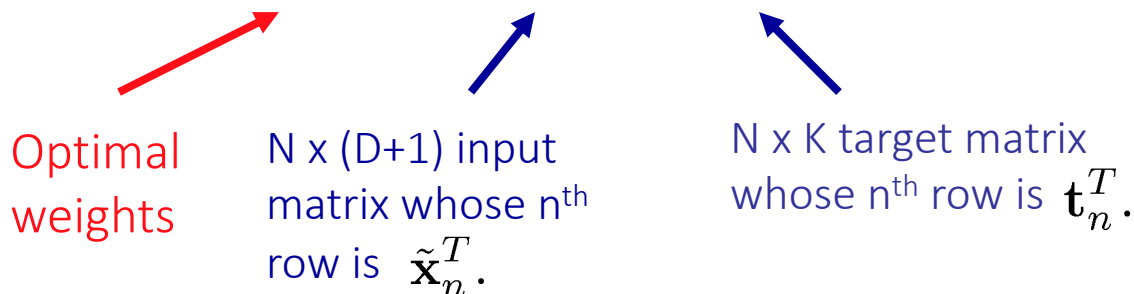 Optimal
weights
N x (D+1) input
matrix whose nᵗʰ
row is x̃ₙᵀ.
N x K target matrix
whose nᵗʰ row is tₙᵀ.